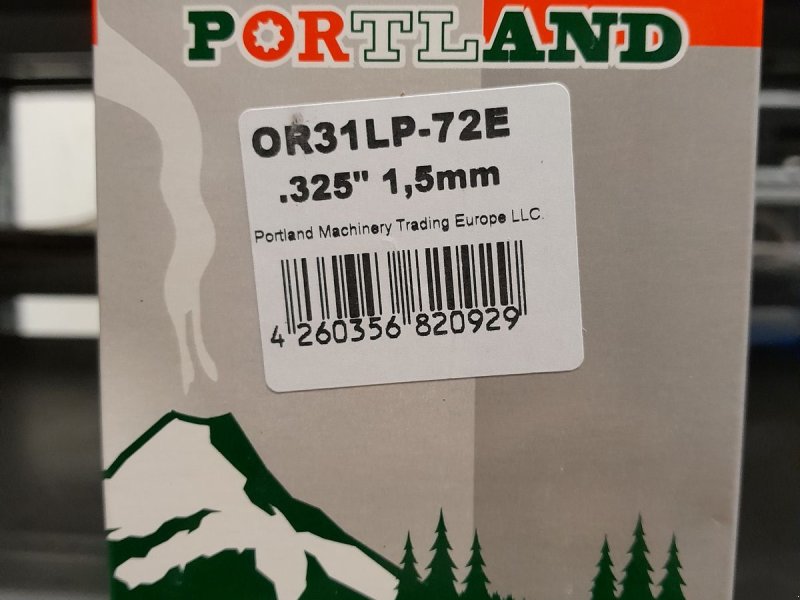 PORTLAND
OR31LP-72E
.325" 1,5mm
Portland Machinery Trading Europe LLC.
4 260356 820929